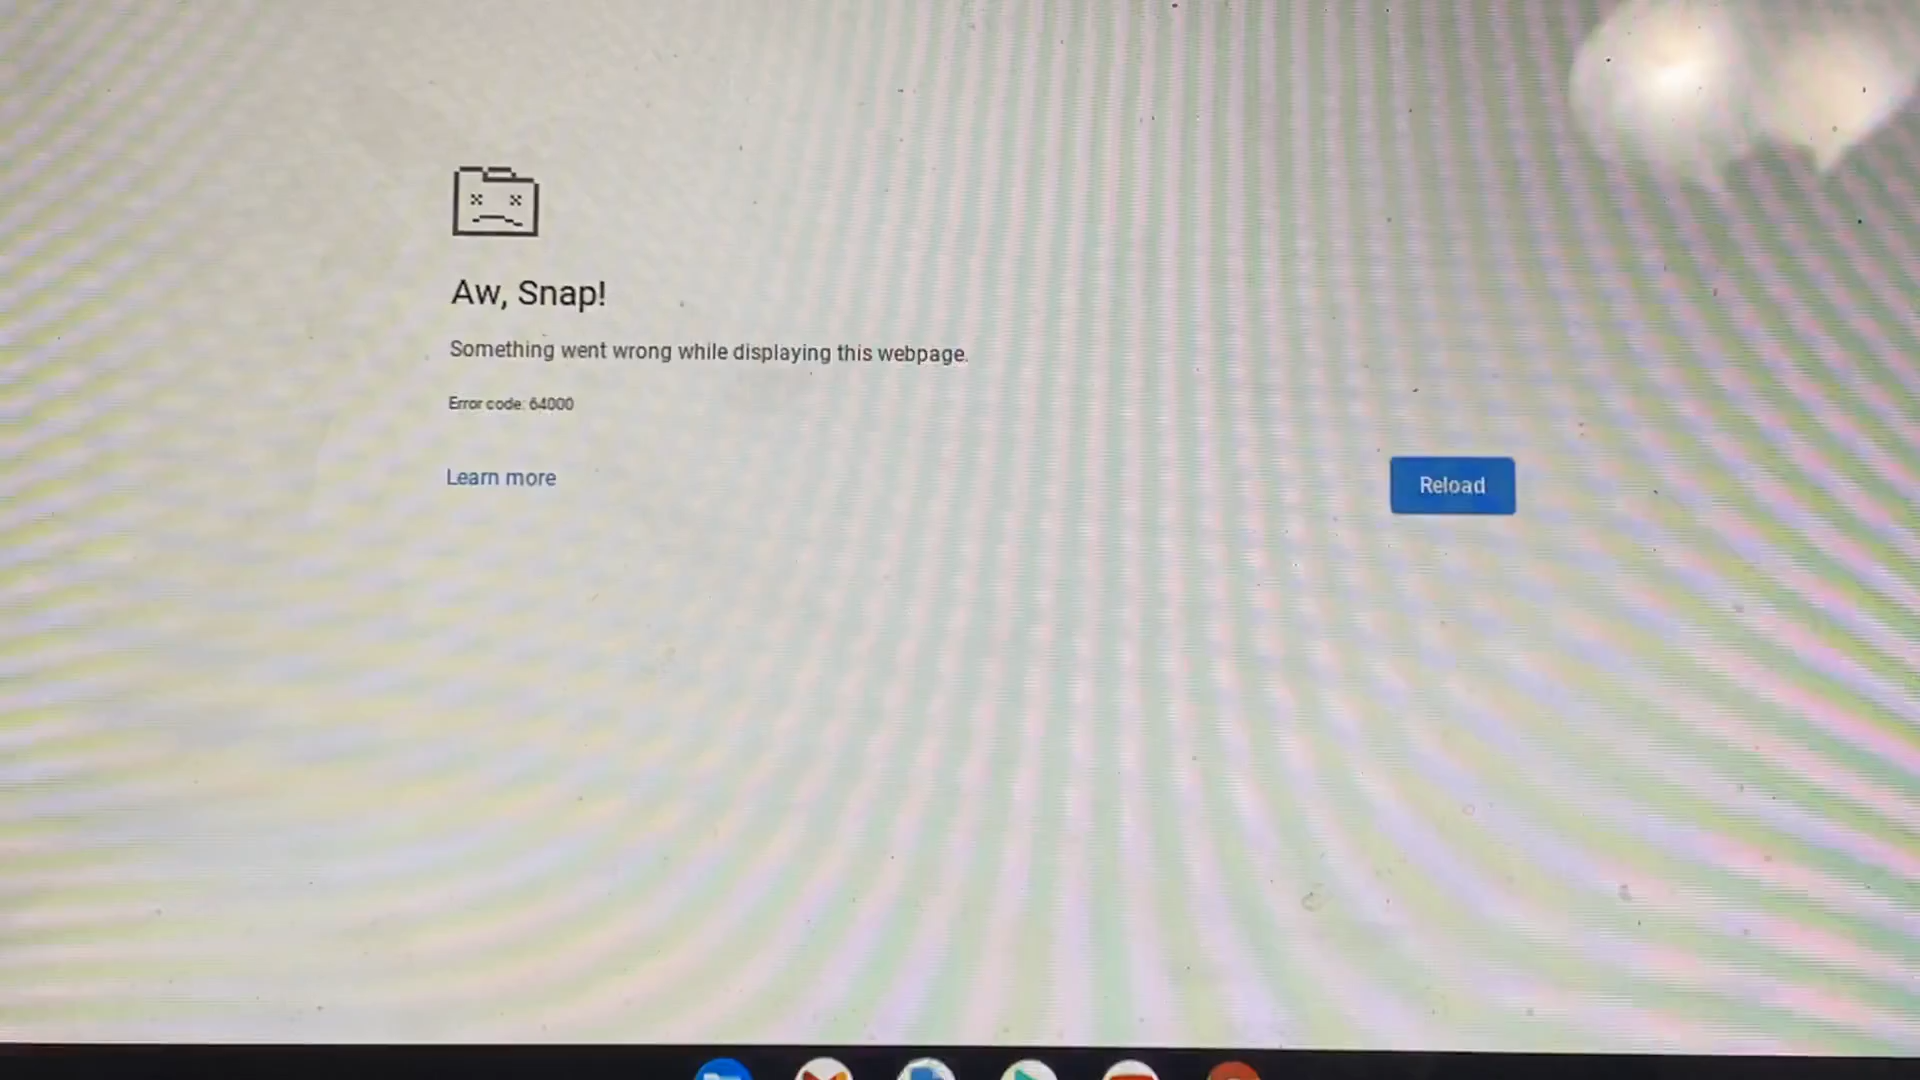 Aw, Snap!
Something went wrong while displaying this webpage.
Error code: 64000
Learn more
Reload